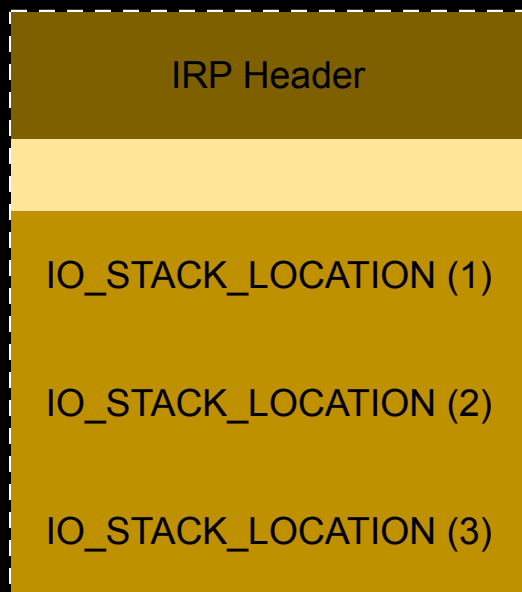 IRP Header
IO_STACK_LOCATION (1)
IO_STACK_LOCATION (2)
IO_STACK_LOCATION (3)